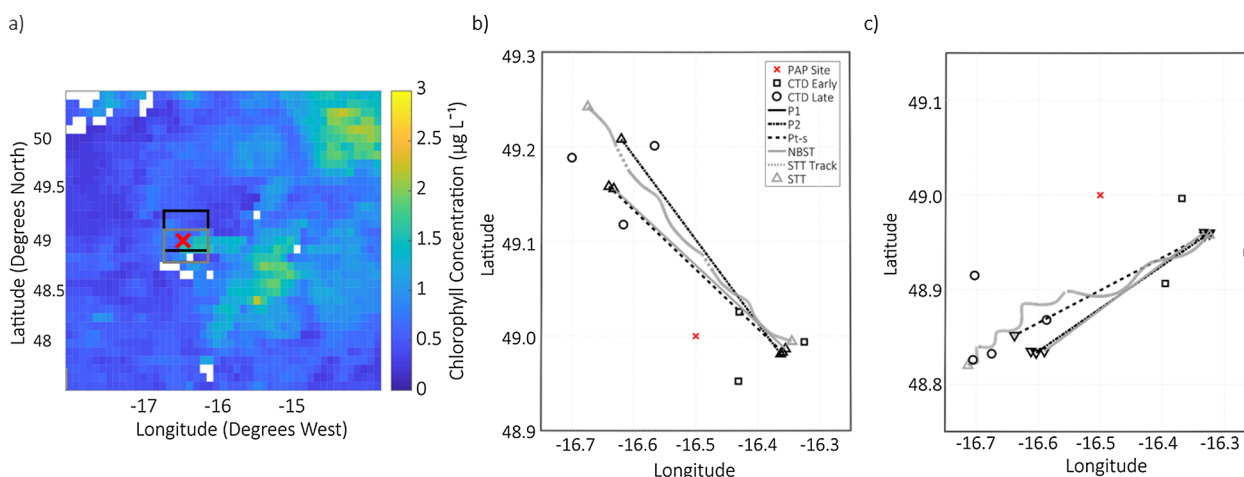 a)
b)
c)
Latitude (Degrees North)
50
49.5
49
48.5
48
-17
-16
-15
Longitude (Degrees West)
3
2.5
2
1.5
1
0.5
0
Chlorophyll Concentration (µg L⁻¹)
49.3
49.2
49.1
49.0
48.9
Latitude
-16.7
-16.6
-16.5
-16.4
-16.3
Longitude
PAP Site
CTD Early
CTD Late
P1
P2
Pt-s
NBST
STT Track
STT
49.1
49.0
48.9
48.8
Latitude
-16.7
-16.6
-16.5
-16.4
-16.3
Longitude